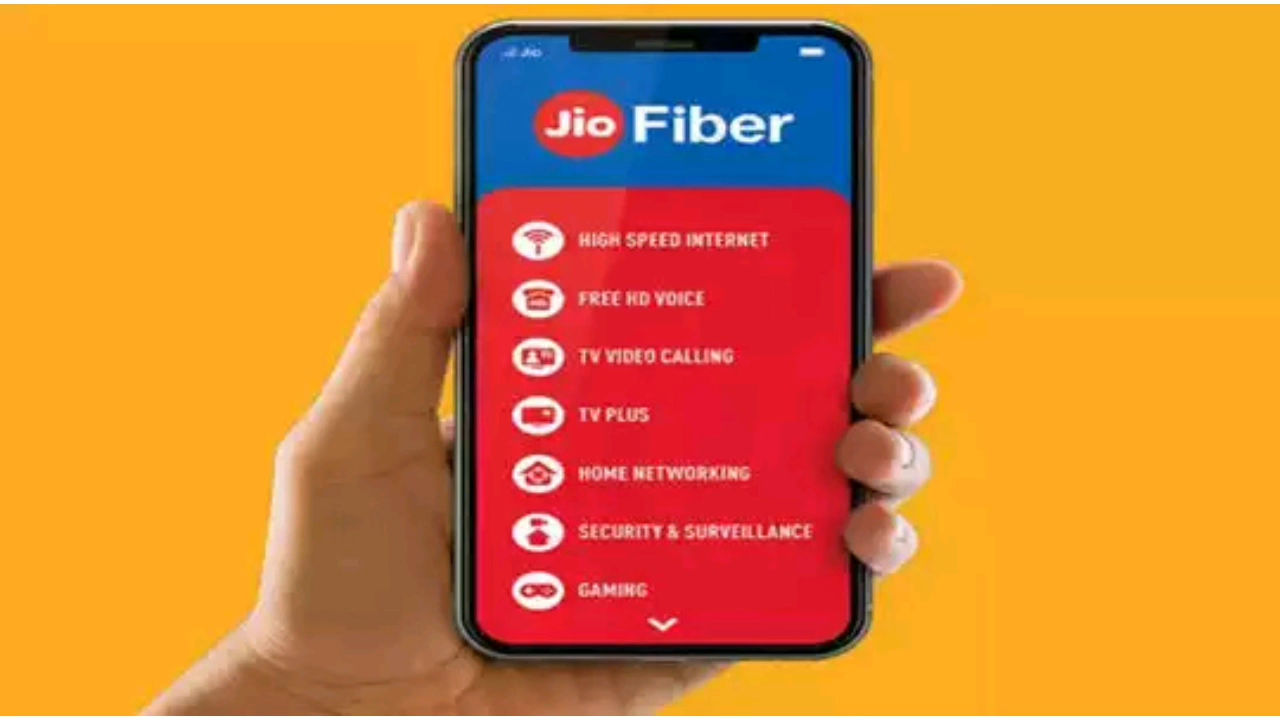 Jio
Jio Fiber
HIGH SPEED INTERNET
FREE HD VOICE
TV VIDEO CALLING
TV PLUS
HOME NETWORKING
SECURITY & SURVEILLANCE
GAMING